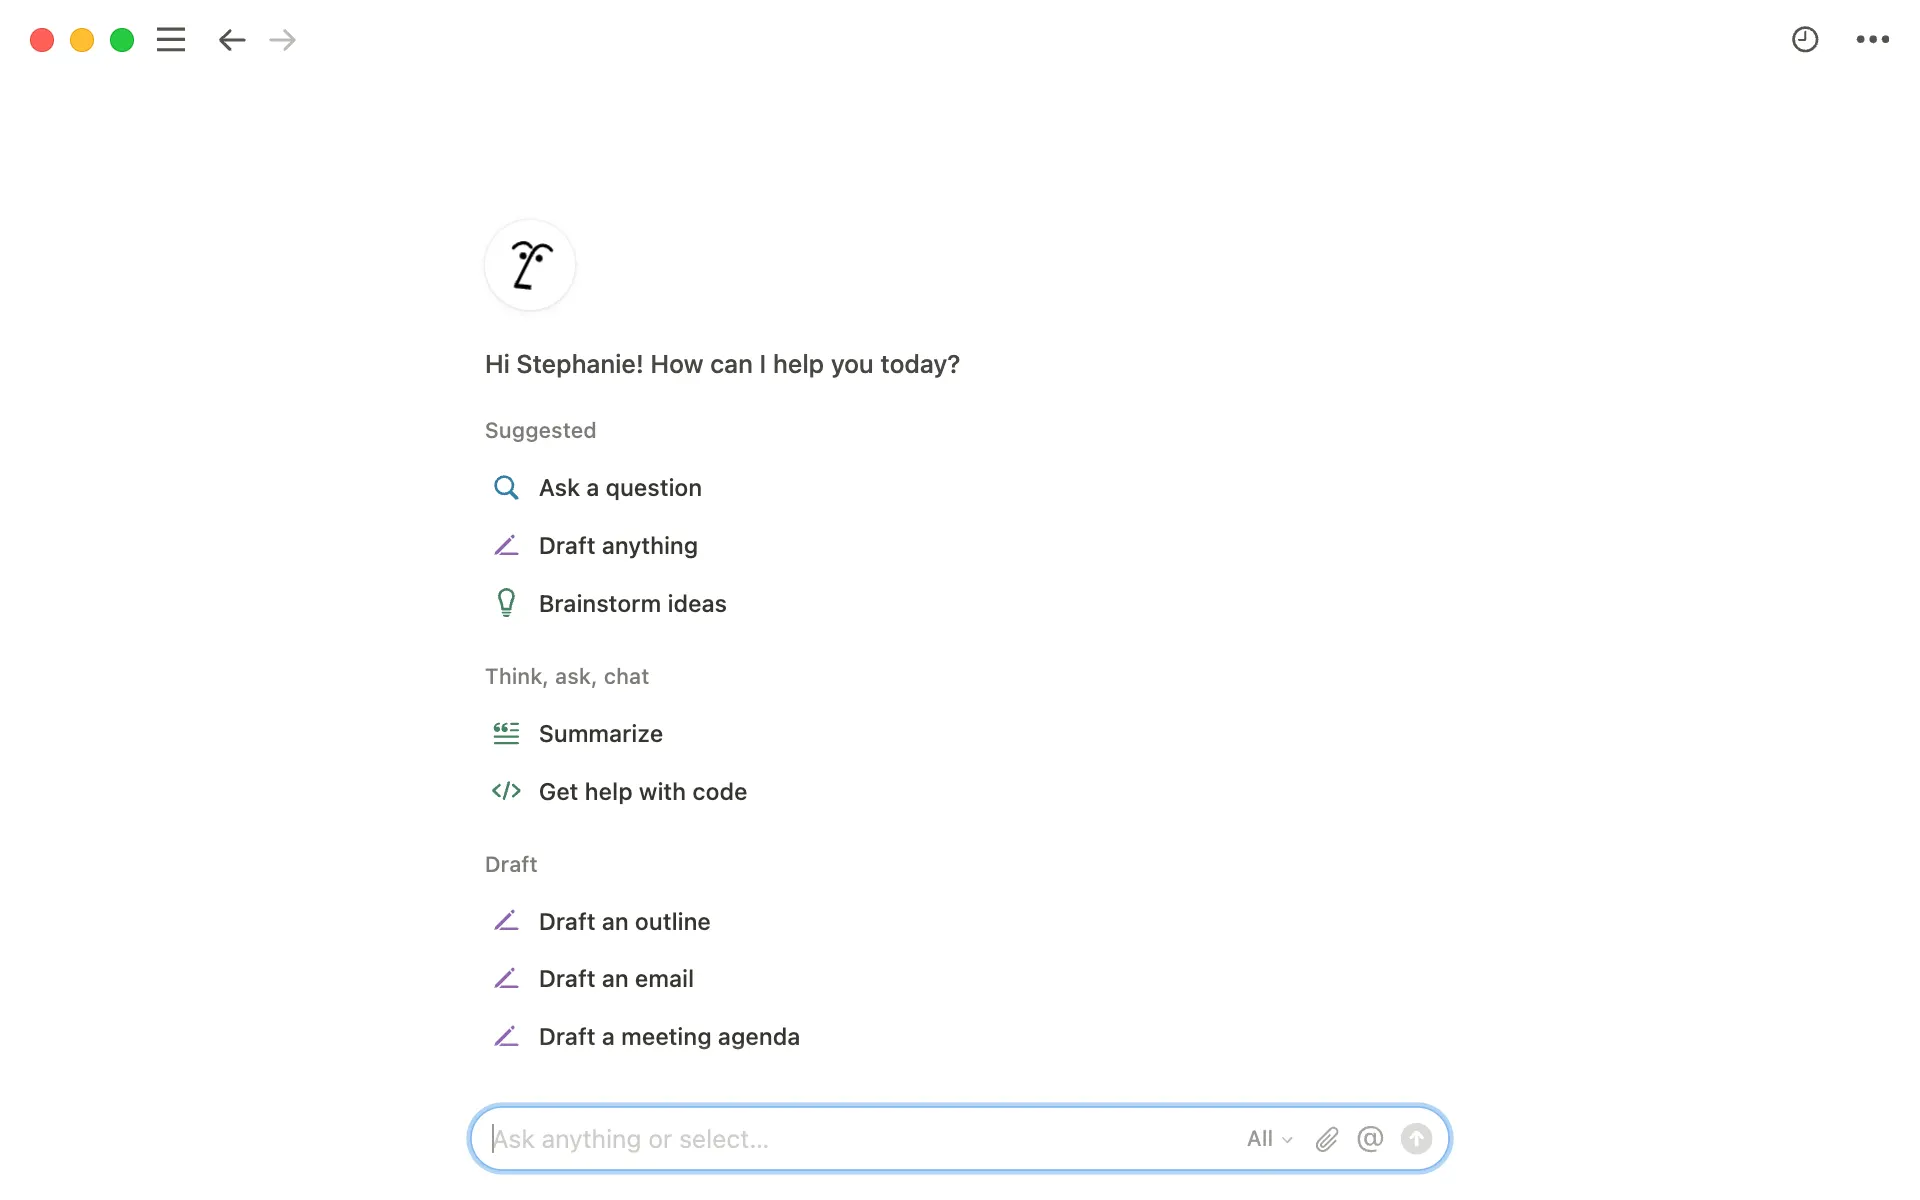 Hi Stephanie! How can I help you today?
Suggested
Ask a question
Draft anything
Brainstorm ideas
Think, ask, chat
Summarize
Get help with code
Draft
Draft an outline
Draft an email
Draft a meeting agenda
Ask anything or select...
All